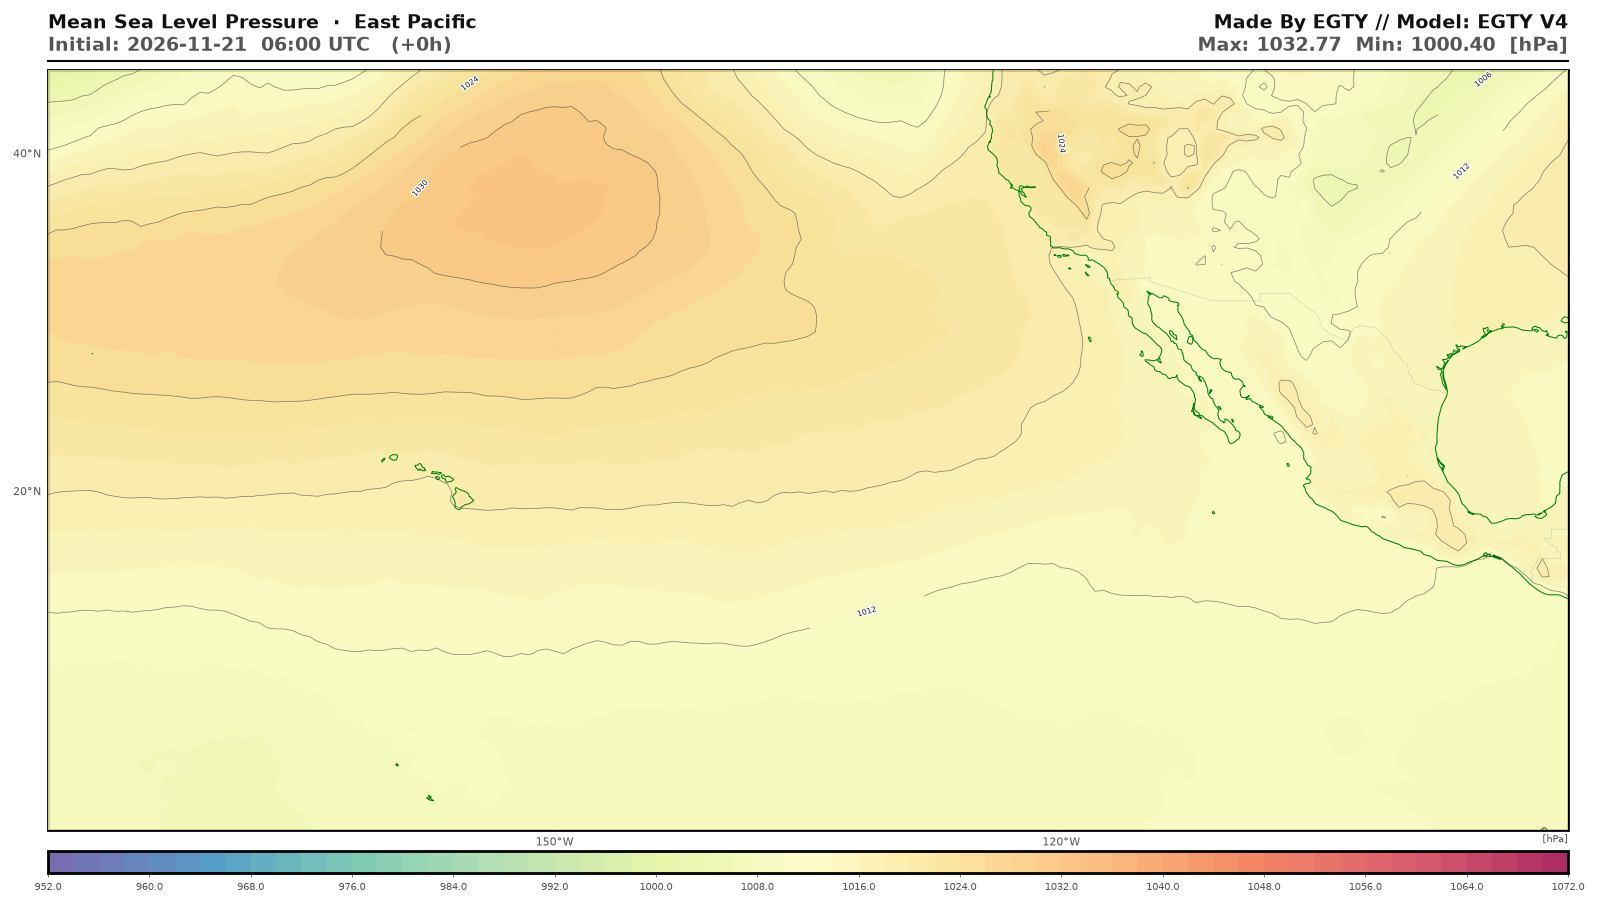 Mean Sea Level Pressure · East Pacific
Made By EGTY // Model: EGTY V4
Initial: 2026-11-21 06:00 UTC (+0h)
Max: 1032.77 Min: 1000.40 [hPa]
1024
1006
40°N
1024
1012
1030
20°N
1012
150°W
120°W
[hPa]
952.0 960.0 968.0 976.0 984.0 992.0 1000.0 1008.0 1016.0 1024.0 1032.0 1040.0 1048.0 1056.0 1064.0 1072.0